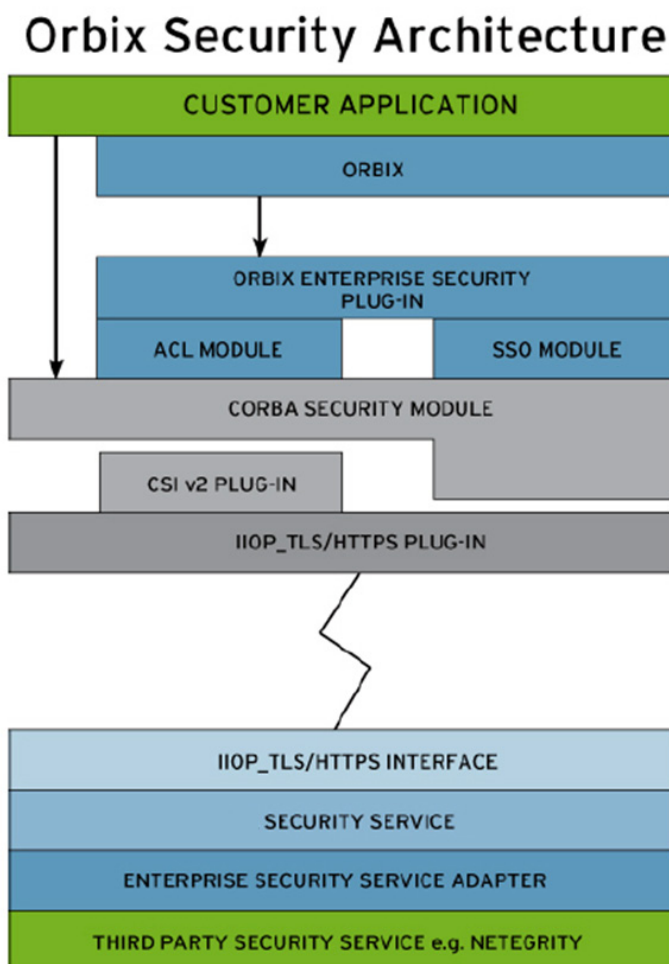 Orbix Security Architecture
CUSTOMER APPLICATION
ORBIX
ORBIX ENTERPRISE SECURITY
PLUG-IN
ACL MODULE
SSO MODULE
CORBA SECURITY MODULE
CSI v2 PLUG-IN
IIOP_TLS/HTTPS PLUG-IN
IIOP_TLS/HTTPS INTERFACE
SECURITY SERVICE
ENTERPRISE SECURITY SERVICE ADAPTER
THIRD PARTY SECURITY SERVICE e.g. NETEGRITY